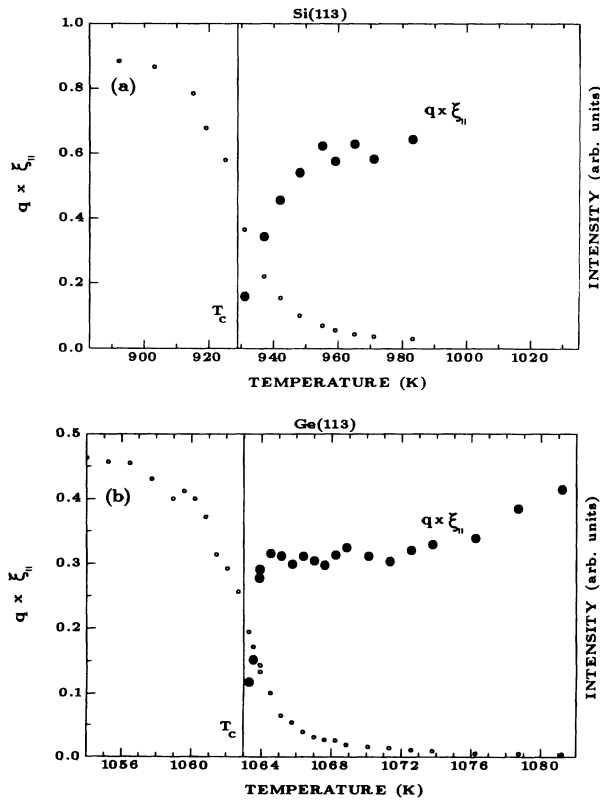 Si(113)
1.0
0.8
0.6
0.4
0.2
0.0
(a)
q × ξ||
T_c
q × ξ||
INTENSITY (arb. units)
900 920 940 960 980 1000 1020
TEMPERATURE (K)
Ge(113)
0.5
0.4
0.3
0.2
0.1
0.0
(b)
q × ξ||
T_c
q × ξ||
INTENSITY (arb. units)
1056 1060 1064 1068 1072 1076 1080
TEMPERATURE (K)